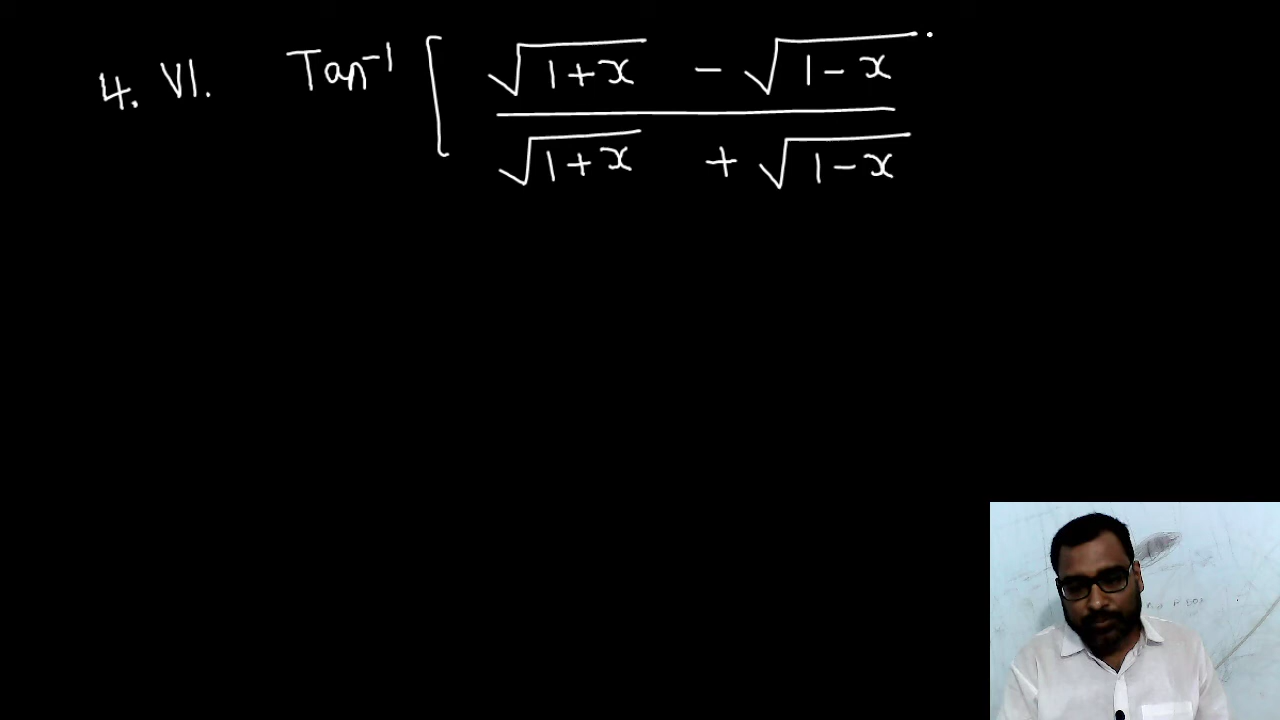 4. VI. Tan⁻¹ [ √1+x - √1-x
√1+x + √1-x